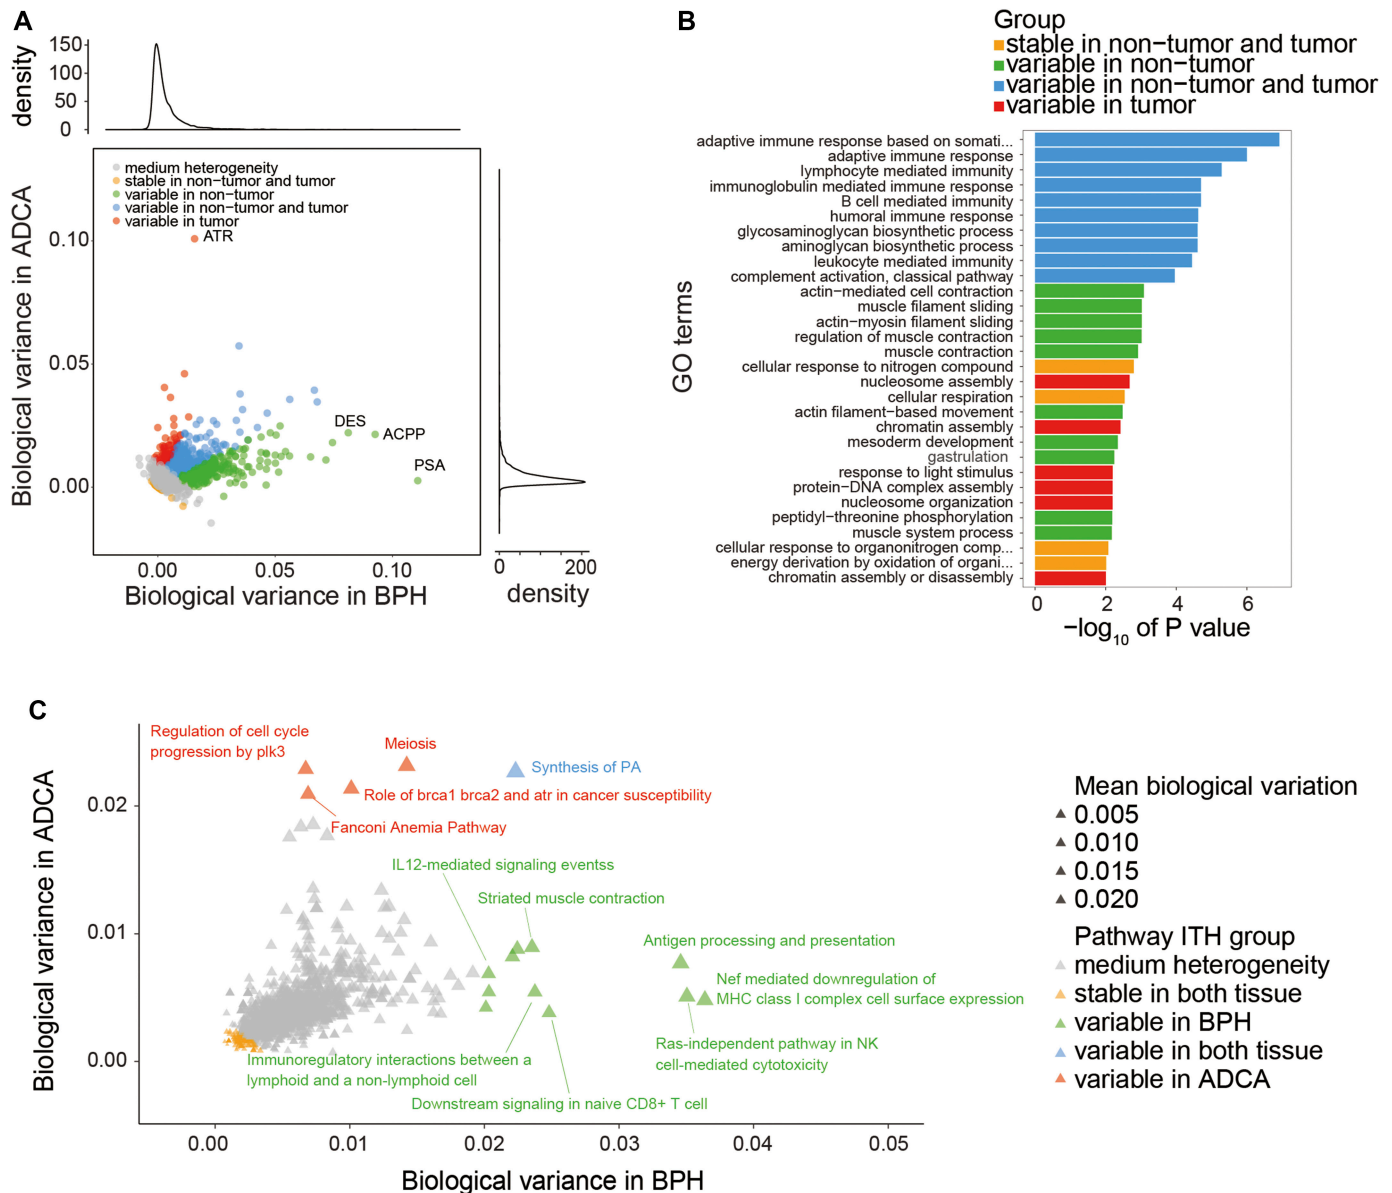 A
density
150
100
50
0
medium heterogeneity
stable in non-tumor and tumor
variable in non-tumor
variable in non-tumor and tumor
variable in tumor
ATR
DES
ACPP
PSA
Biological variance in ADCA
0.10
0.05
0.00
0.00
0.05
0.10
Biological variance in BPH
0
200
density
B
Group
stable in non−tumor and tumor
variable in non−tumor
variable in non−tumor and tumor
variable in tumor
GO terms
adaptive immune response based on somati...
adaptive immune response
lymphocyte mediated immunity
immunoglobulin mediated immune response
B cell mediated immunity
humoral immune response
glycosaminoglycan biosynthetic process
aminoglycan biosynthetic process
leukocyte mediated immunity
complement activation, classical pathway
actin−mediated cell contraction
muscle filament sliding
actin−myosin filament sliding
regulation of muscle contraction
muscle contraction
cellular response to nitrogen compound
nucleosome assembly
cellular respiration
actin filament−based movement
chromatin assembly
mesoderm development
gastrulation
response to light stimulus
protein−DNA complex assembly
nucleosome organization
peptidyl−threonine phosphorylation
muscle system process
cellular response to organonitrogen comp...
energy derivation by oxidation of organi...
chromatin assembly or disassembly
0
2
4
6
−log10 of P value
C
Biological variance in ADCA
0.02
0.01
0.00
Regulation of cell cycle
progression by plk3
Meiosis
Synthesis of PA
Role of brca1 brca2 and atr in cancer susceptibility
Fanconi Anemia Pathway
IL12-mediated signaling eventss
Striated muscle contraction
Antigen processing and presentation
Nef mediated downregulation of
MHC class I complex cell surface expression
Ras-independent pathway in NK
cell-mediated cytotoxicity
Immunoregulatory interactions between a
lymphoid and a non-lymphoid cell
Downstream signaling in naive CD8+ T cell
0.00
0.01
0.02
0.03
0.04
0.05
Biological variance in BPH
Mean biological variation
0.005
0.010
0.015
0.020
Pathway ITH group
medium heterogeneity
stable in both tissue
variable in BPH
variable in both tissue
variable in ADCA